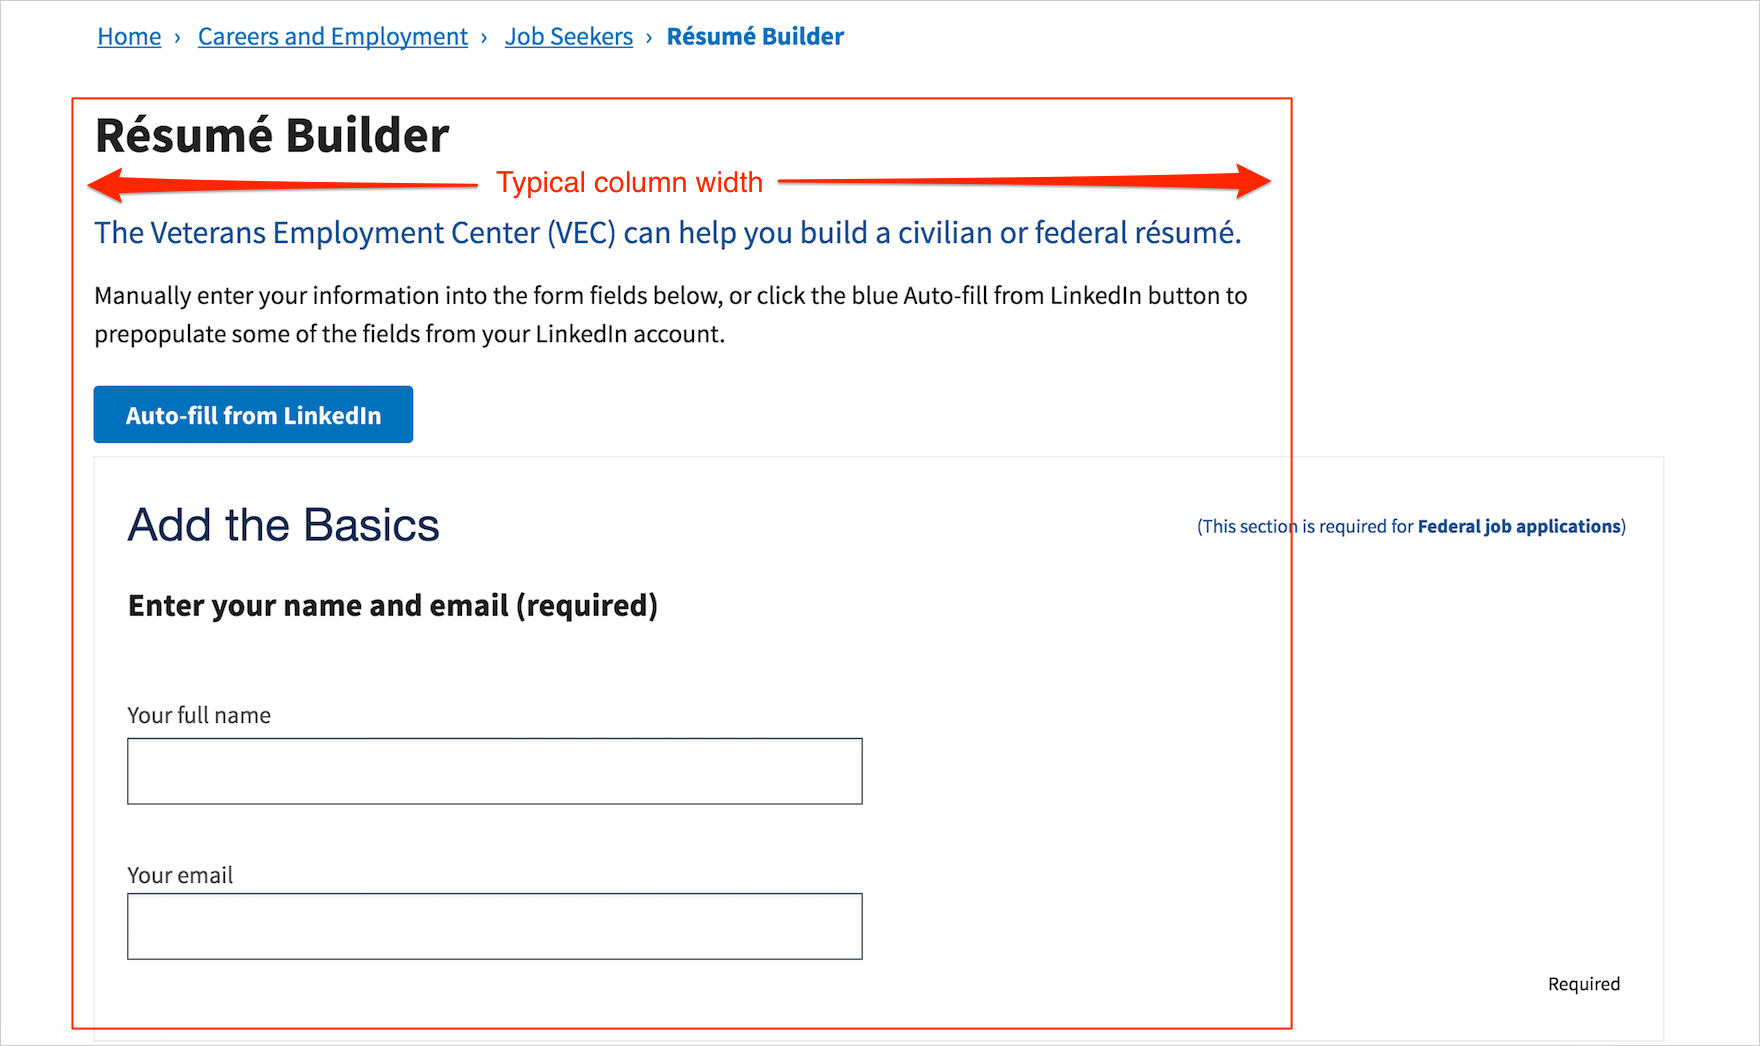 Home › Careers and Employment › Job Seekers › Résumé Builder
Résumé Builder
Typical column width
The Veterans Employment Center (VEC) can help you build a civilian or federal résumé.
Manually enter your information into the form fields below, or click the blue Auto-fill from LinkedIn button to
prepopulate some of the fields from your LinkedIn account.
Auto-fill from LinkedIn
Add the Basics
(This section is required for Federal job applications)
Enter your name and email (required)
Your full name
Your email
Required